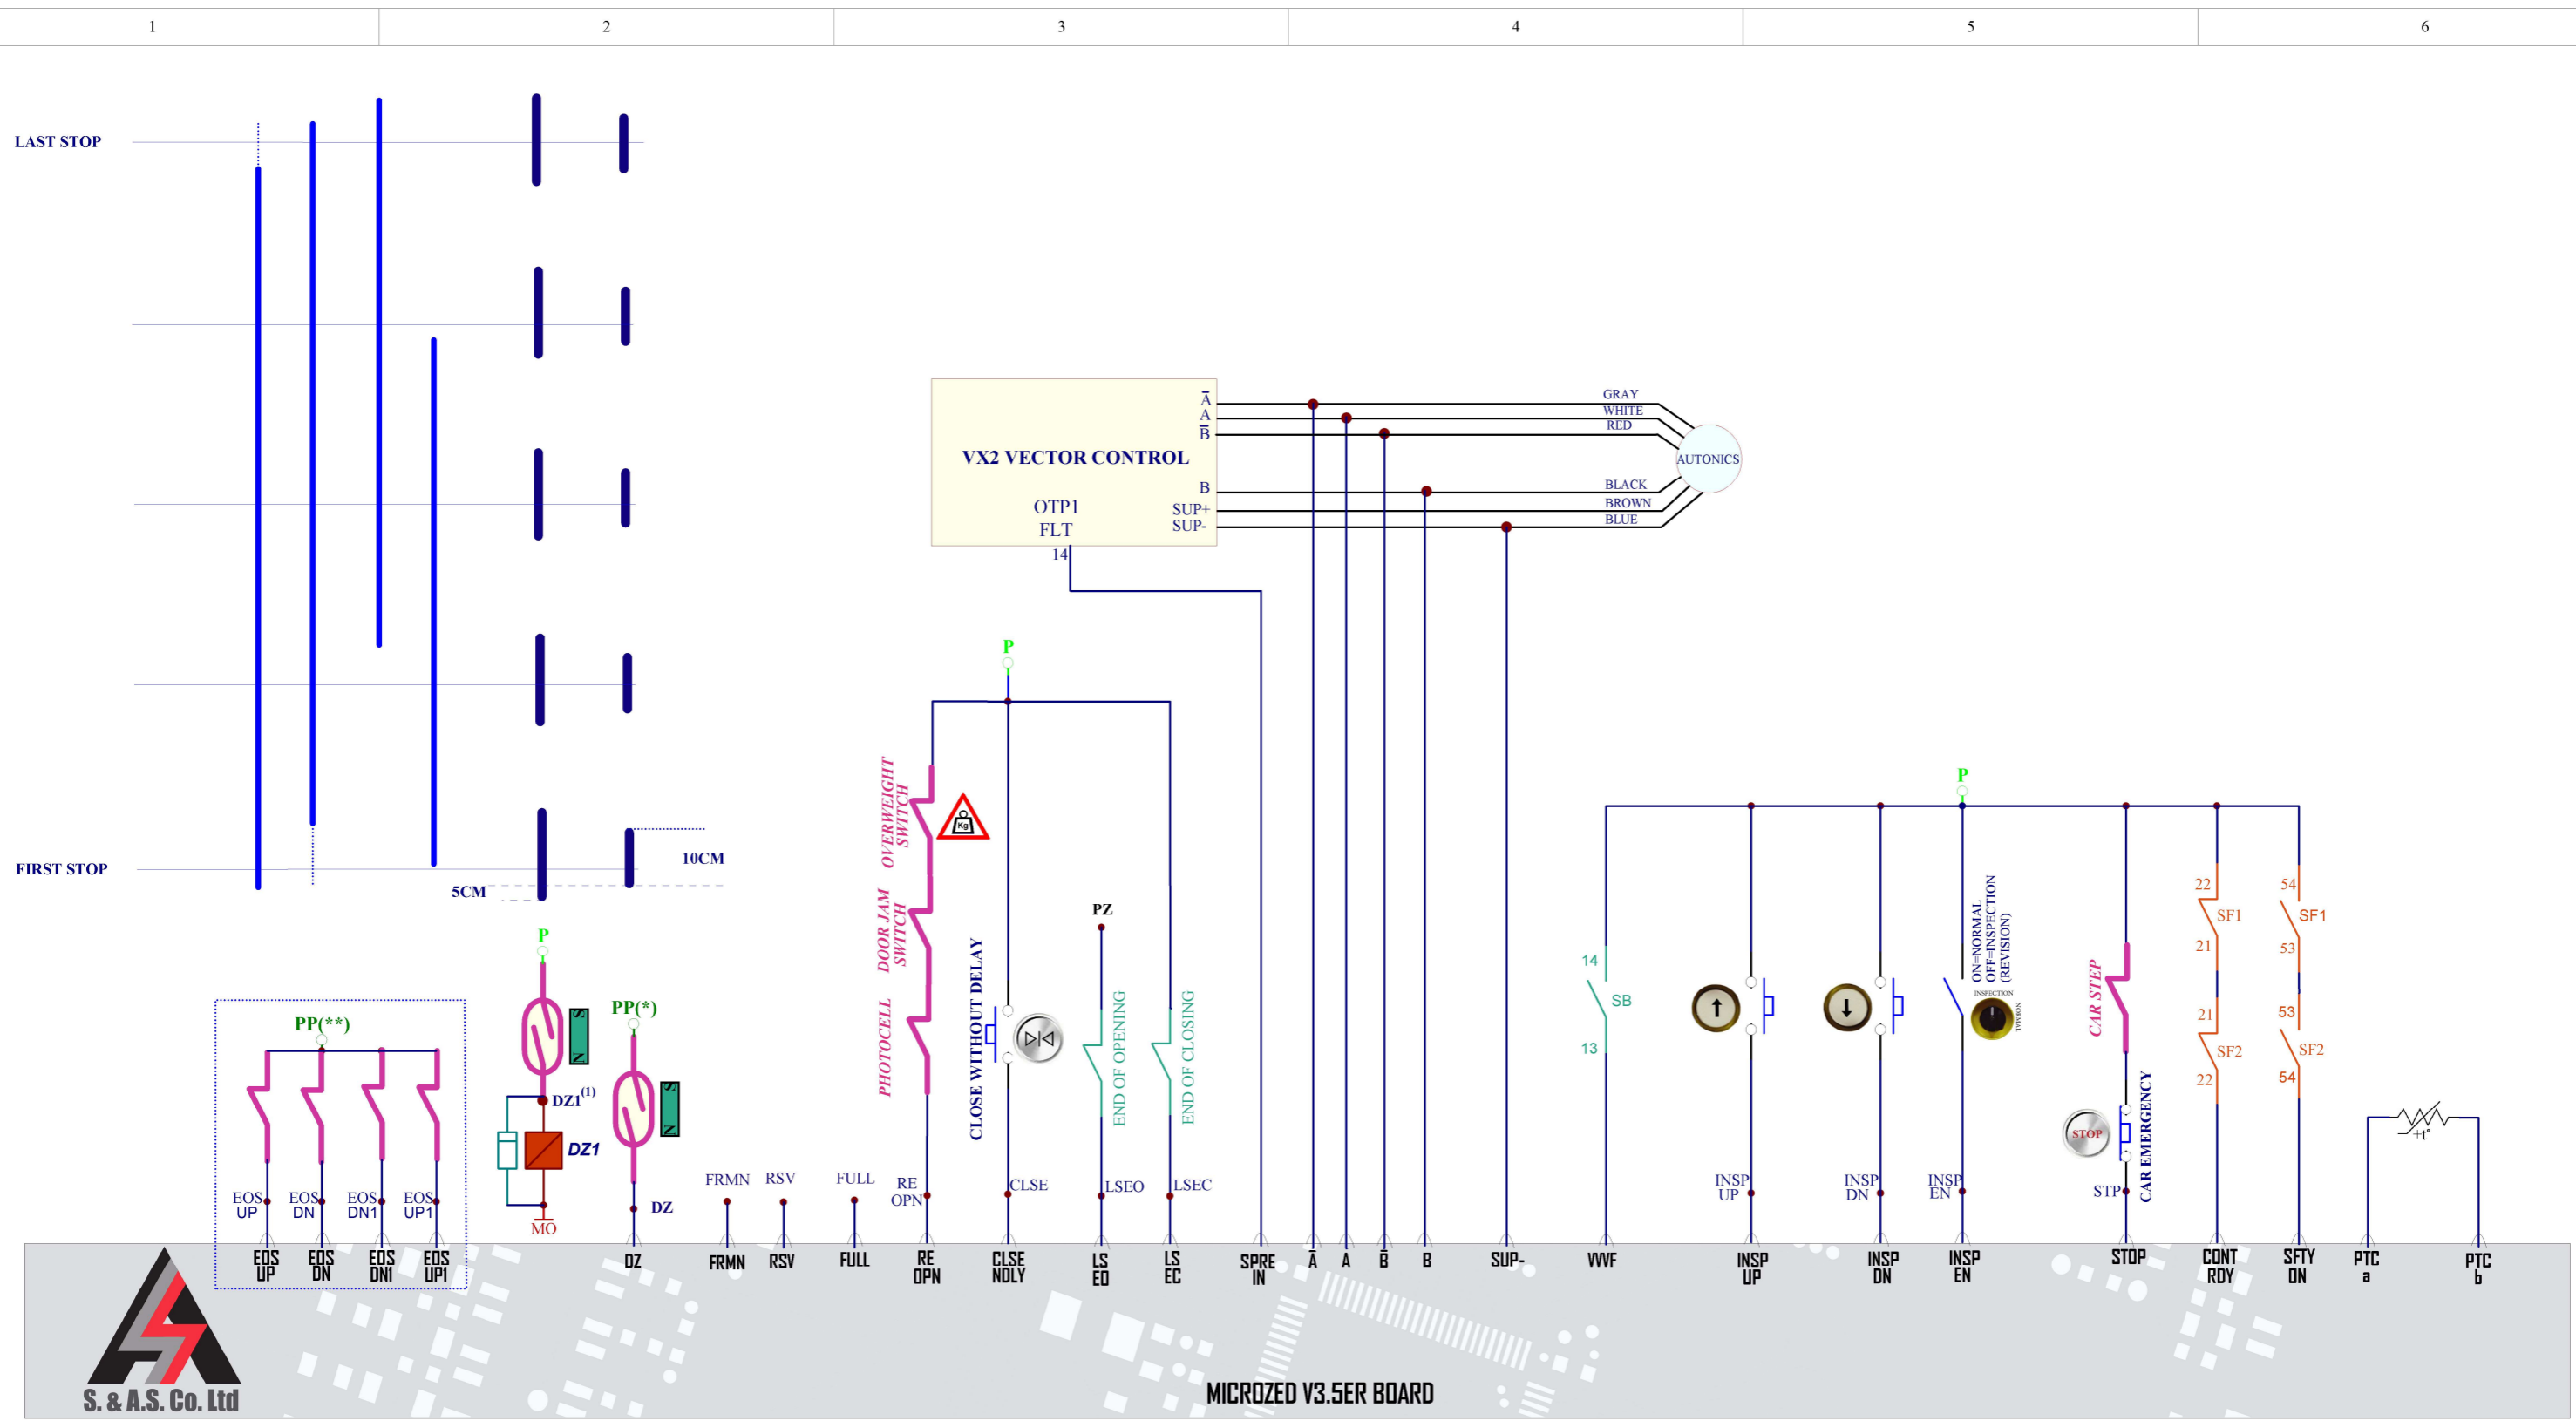 1 2 3 4 5 6
LAST STOP
FIRST STOP
5CM
10CM
VX2 VECTOR CONTROL
OTP1
FLT
14
A̅
A
B̅
B
SUP+
SUP-
GRAY
WHITE
RED
BLACK
BROWN
BLUE
AUTONICS
PP(**)
EOS UP
EOS DN
EOS DN1
EOS UP1
P
S
N
DZ1(1)
DZ1
MO
PP(*)
S
N
DZ
FRMN
RSV
FULL
P
OVERWEIGHT
SWITCH
Kg
DOOR JAM
SWITCH
PHOTOCELL
RE
OPN
CLOSE WITHOUT DELAY
CLSE
PZ
END OF OPENING
LSEO
END OF CLOSING
LSEC
P
14
SB
13
INSP
UP
INSP
DN
ON=NORMAL
OFF=INSPECTION
(REVISION)
INSPECTION
NORMAL
INSP
EN
CAR STEP
STOP
CAR EMERGENCY
STP
22
SF1
21
21
SF2
22
54
SF1
53
53
SF2
54
+t°
EOS UP
EOS DN
EOS DN1
EOS UP1
DZ
FRMN
RSV
FULL
RE OPN
CLSE NDLY
LS EO
LS EC
SPRE IN
A̅
A
B̅
B
SUP-
VVVF
INSP UP
INSP DN
INSP EN
STOP
CONT RDY
SFTY ON
PTC a
PTC b
S. & A.S. Co. Ltd
MICROZED V3.5ER BOARD